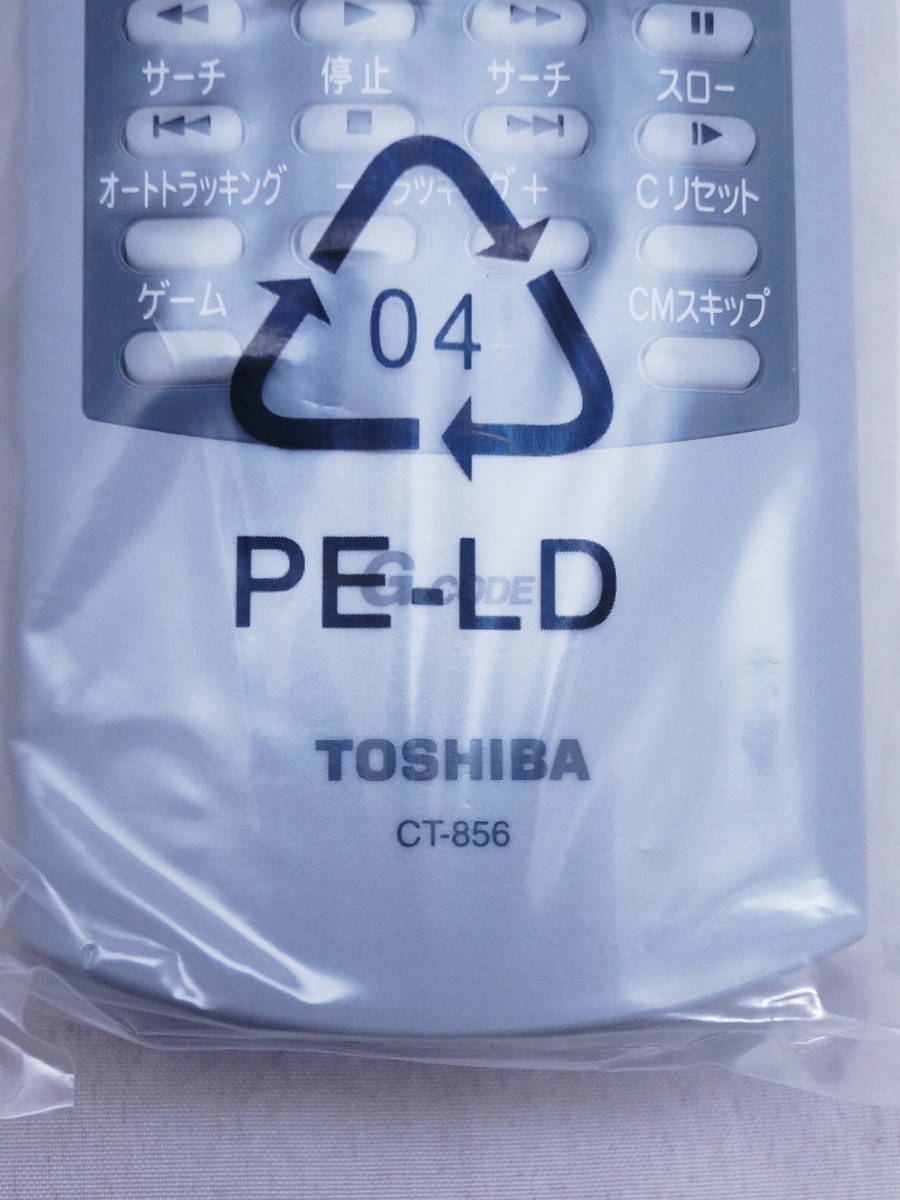 サーチ 停止 サーチ スロー
オートトラッキング ートラッキング+ Cリセット
ゲーム CMスキップ
04
PE-LD
G-CODE
TOSHIBA
CT-856